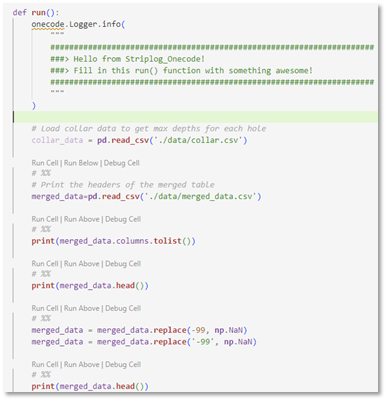 def run():
onecode.Logger.info(
"""
###################################################################
###> Hello from Striplog_Onecode!
###> Fill in this run() function with something awesome!
###################################################################
"""
)
# Load collar data to get max depths for each hole
collar_data = pd.read_csv('./data/collar.csv')
Run Cell | Run Below | Debug Cell
# %%
# Print the headers of the merged table
merged_data=pd.read_csv('./data/merged_data.csv')
Run Cell | Run Above | Debug Cell
# %%
print(merged_data.columns.tolist())
Run Cell | Run Above | Debug Cell
# %%
print(merged_data.head())
Run Cell | Run Above | Debug Cell
# %%
merged_data = merged_data.replace(-99, np.NaN)
merged_data = merged_data.replace('-99', np.NaN)
Run Cell | Run Above | Debug Cell
# %%
print(merged_data.head())